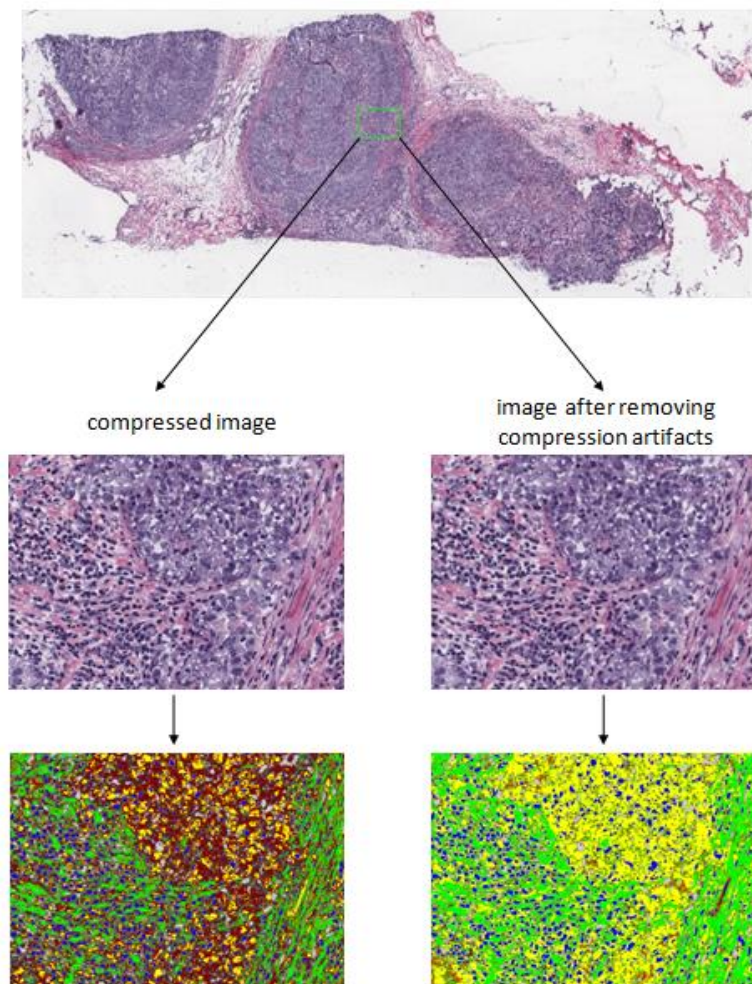 compressed image
image after removing
compression artifacts